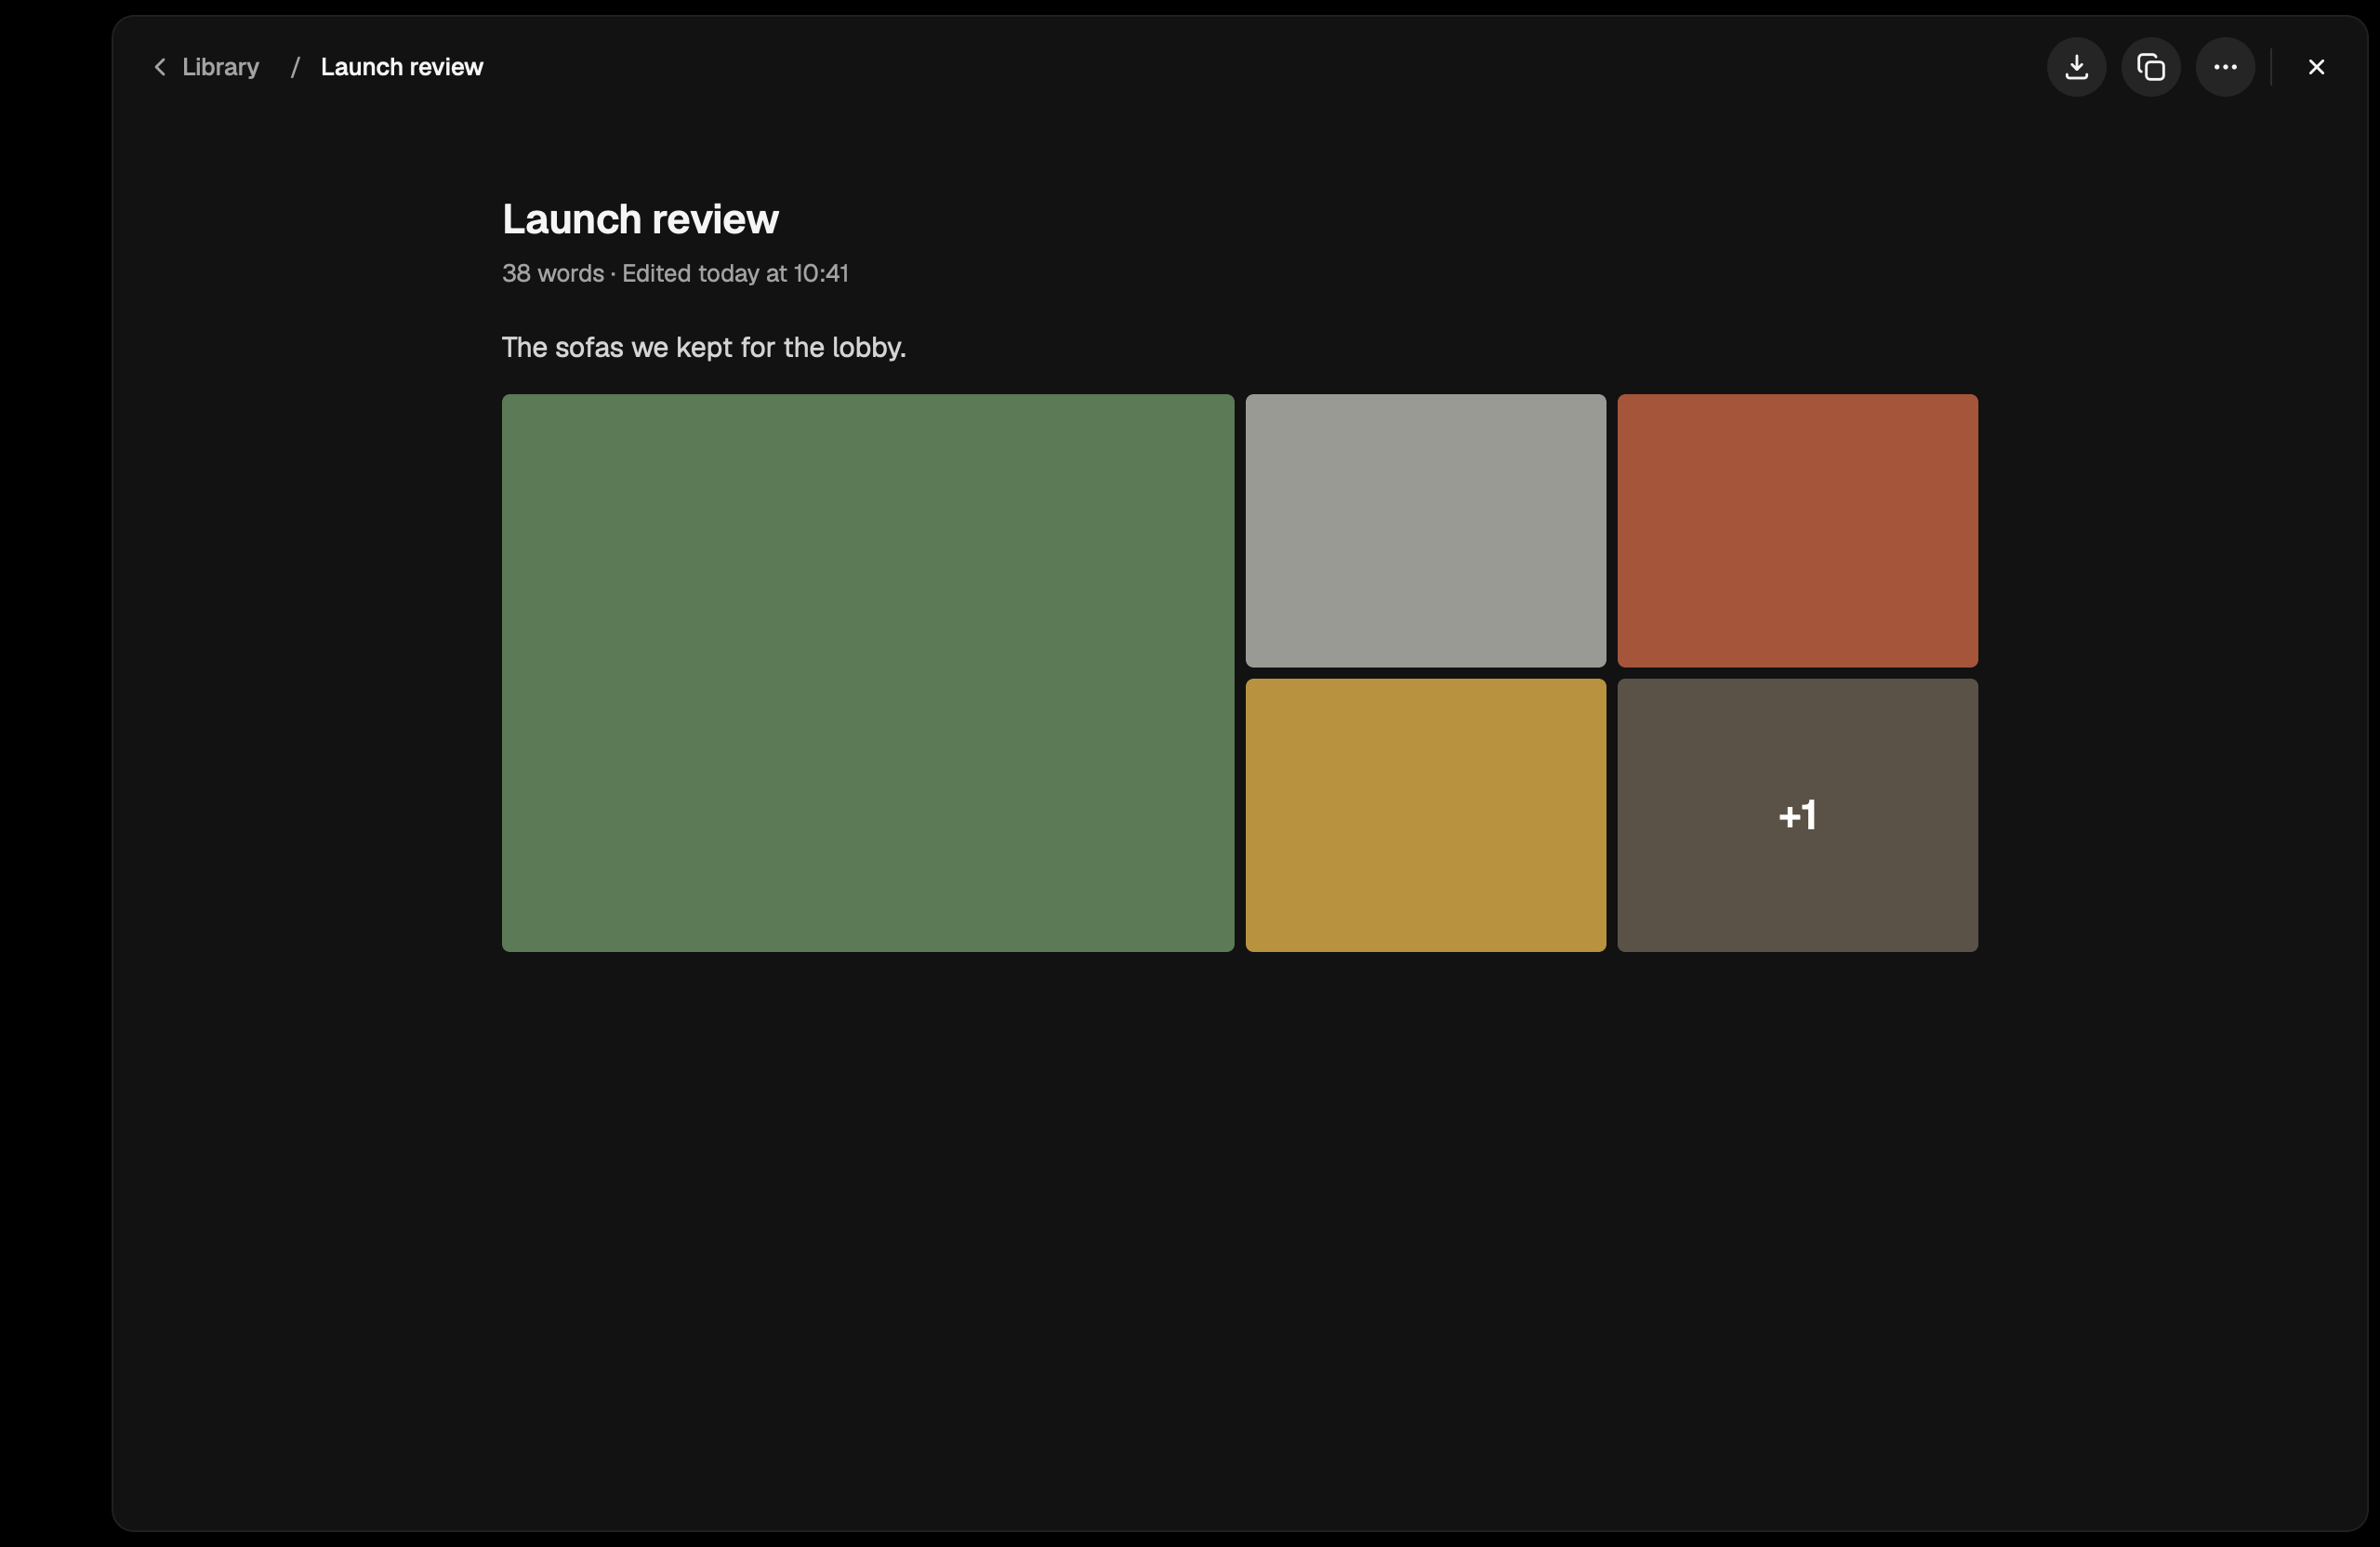 Library / Launch review
Launch review
38 words · Edited today at 10:41
The sofas we kept for the lobby.
+1